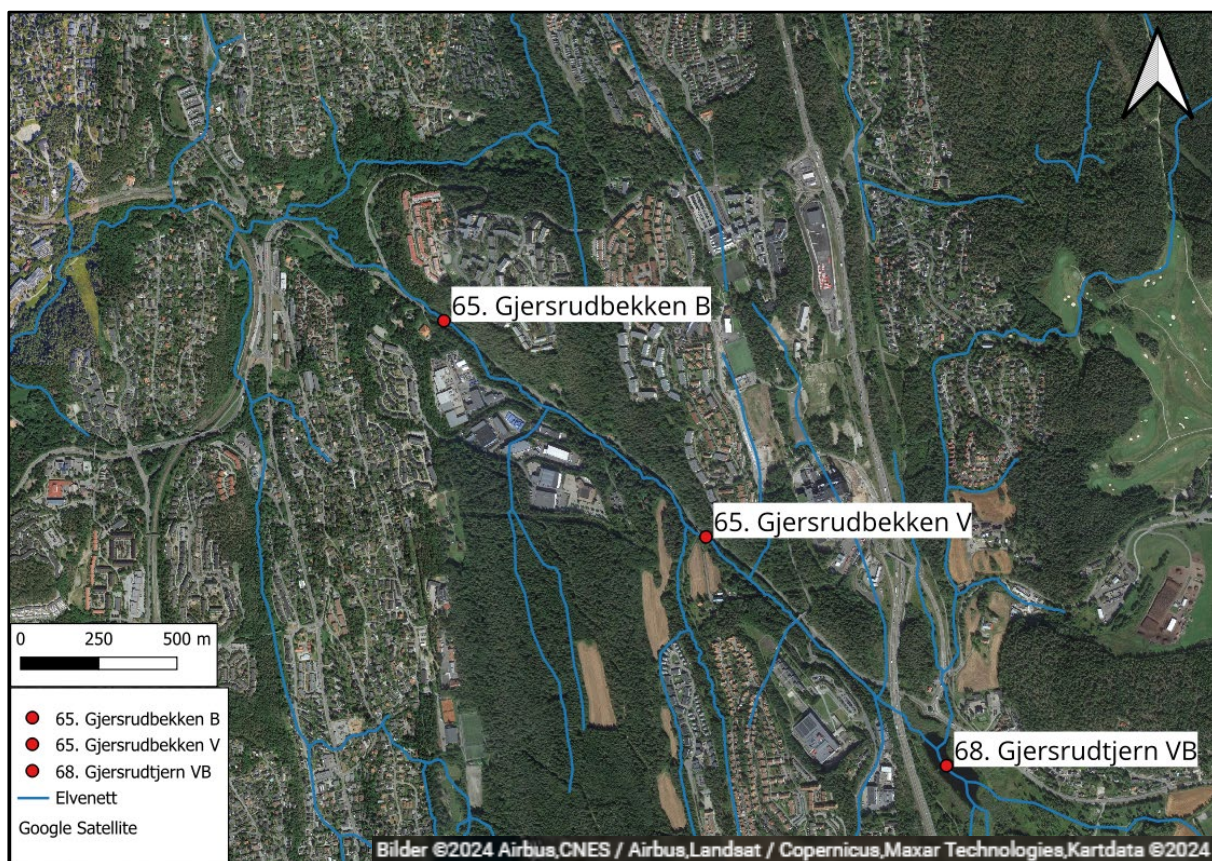 65. Gjersrudbekken B
65. Gjersrudbekken V
68. Gjersrudtjern VB
0 250 500 m
65. Gjersrudbekken B
65. Gjersrudbekken V
68. Gjersrudtjern VB
Elvenett
Google Satellite
Bilder ©2024 Airbus,CNES / Airbus,Landsat / Copernicus,Maxar Technologies,Kartdata ©2024